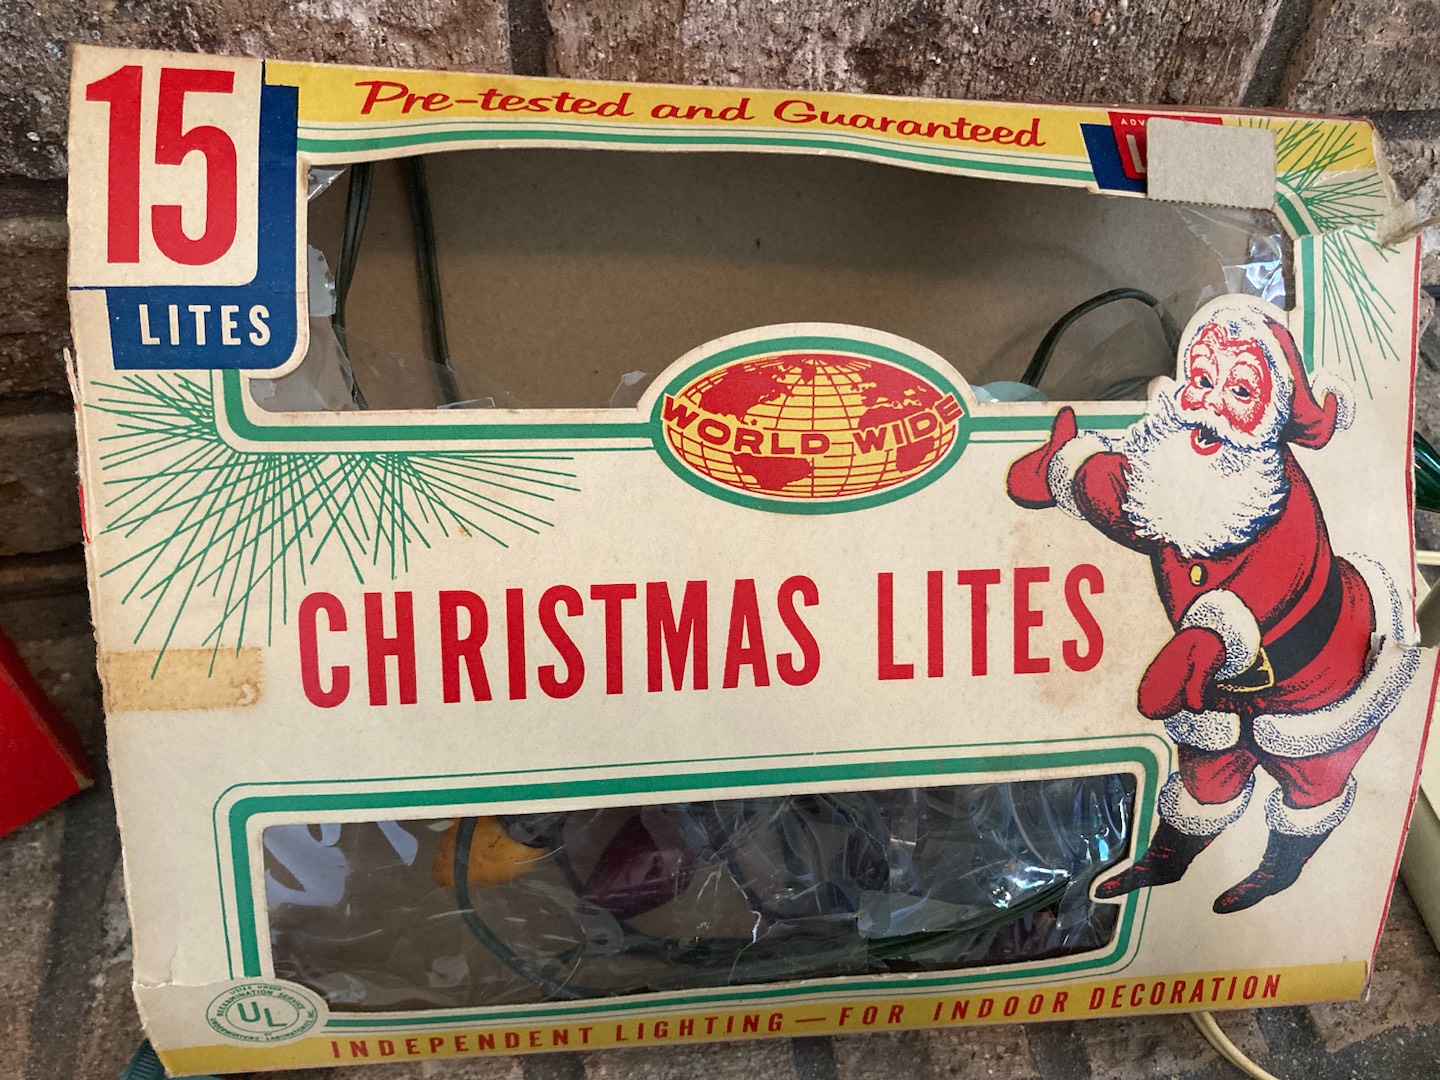 15
LITES
Pre-tested and Guaranteed
WORLD WIDE
CHRISTMAS LITES
UL
INDEPENDENT LIGHTING—FOR INDOOR DECORATION